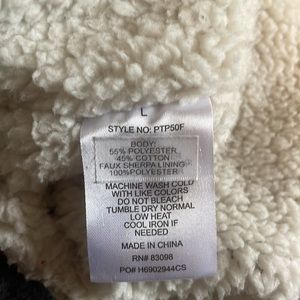 L
STYLE NO: PTP50F
BODY:
55% POLYESTER
45% COTTON
FAUX SHERPA LINING:
100%POLYESTER
MACHINE WASH COLD
WITH LIKE COLORS
DO NOT BLEACH
TUMBLE DRY NORMAL
LOW HEAT
COOL IRON IF
NEEDED
MADE IN CHINA
RN# 83098
PO# H6902944CS